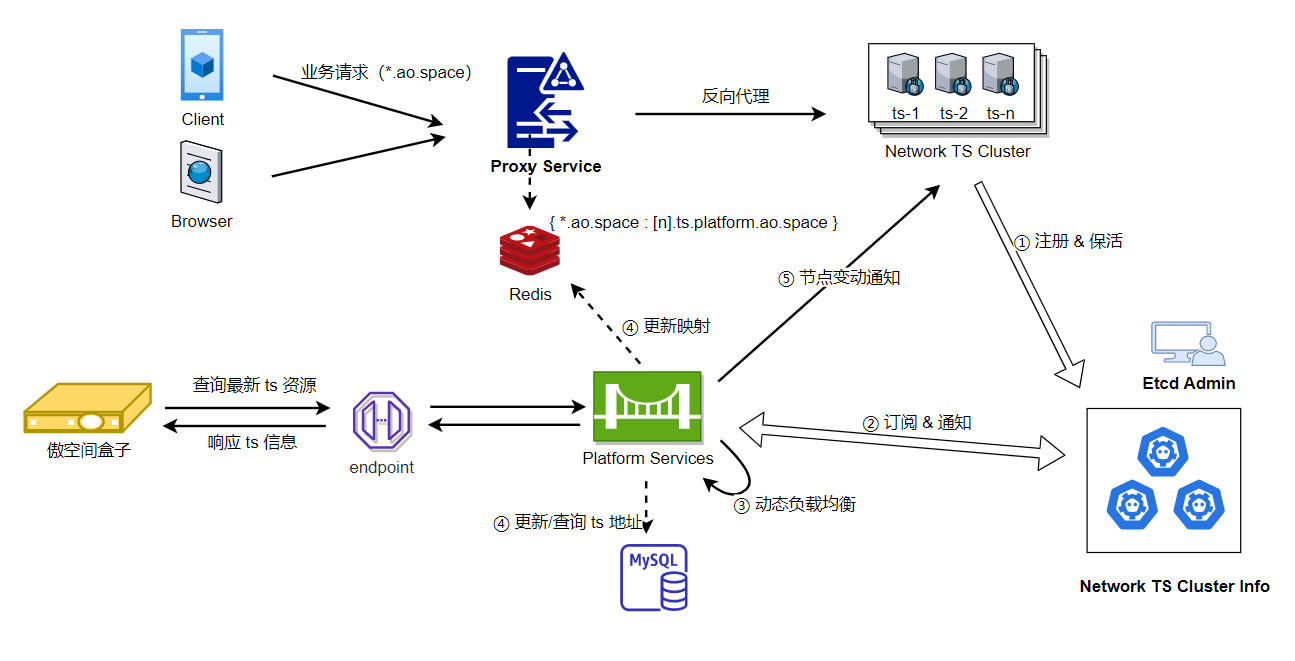 业务请求（*.ao.space）
Client
Browser
Proxy Service
反向代理
ts-1
ts-2
ts-n
Network TS Cluster
{ *.ao.space : [n].ts.platform.ao.space }
Redis
① 注册 & 保活
⑤ 节点变动通知
④ 更新映射
Etcd Admin
查询最新 ts 资源
响应 ts 信息
傲空间盒子
endpoint
Platform Services
② 订阅 & 通知
③ 动态负载均衡
④ 更新/查询 ts 地址
MySQL
Network TS Cluster Info